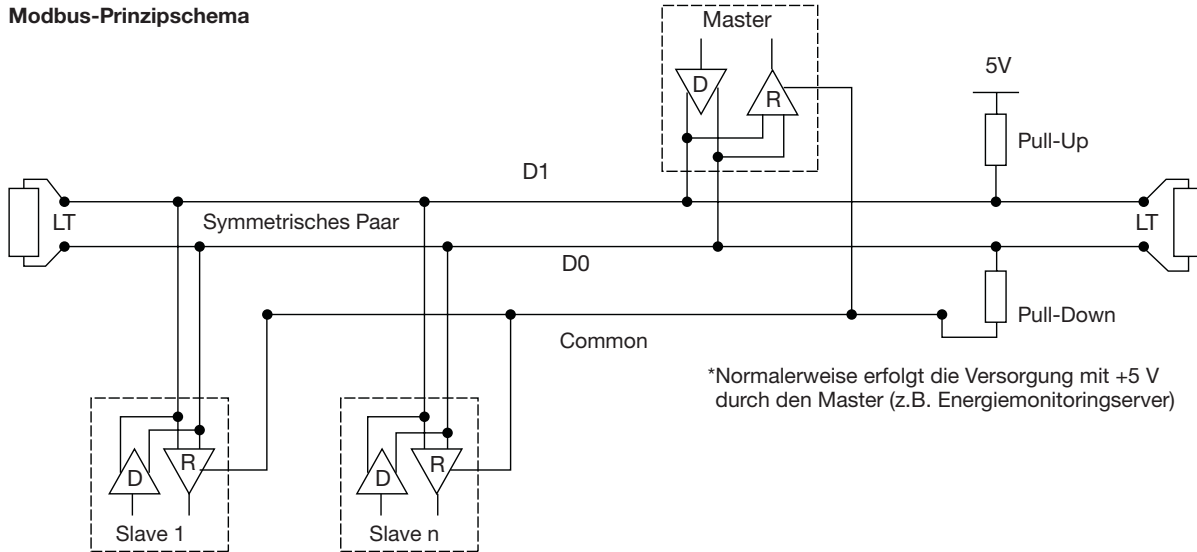 Modbus-Prinzipschema
Master
D
R
5V
Pull-Up
D1
LT
Symmetrisches Paar
LT
D0
Pull-Down
Common
*Normalerweise erfolgt die Versorgung mit +5 V
durch den Master (z.B. Energiemonitoringserver)
D
R
D
R
Slave 1
Slave n